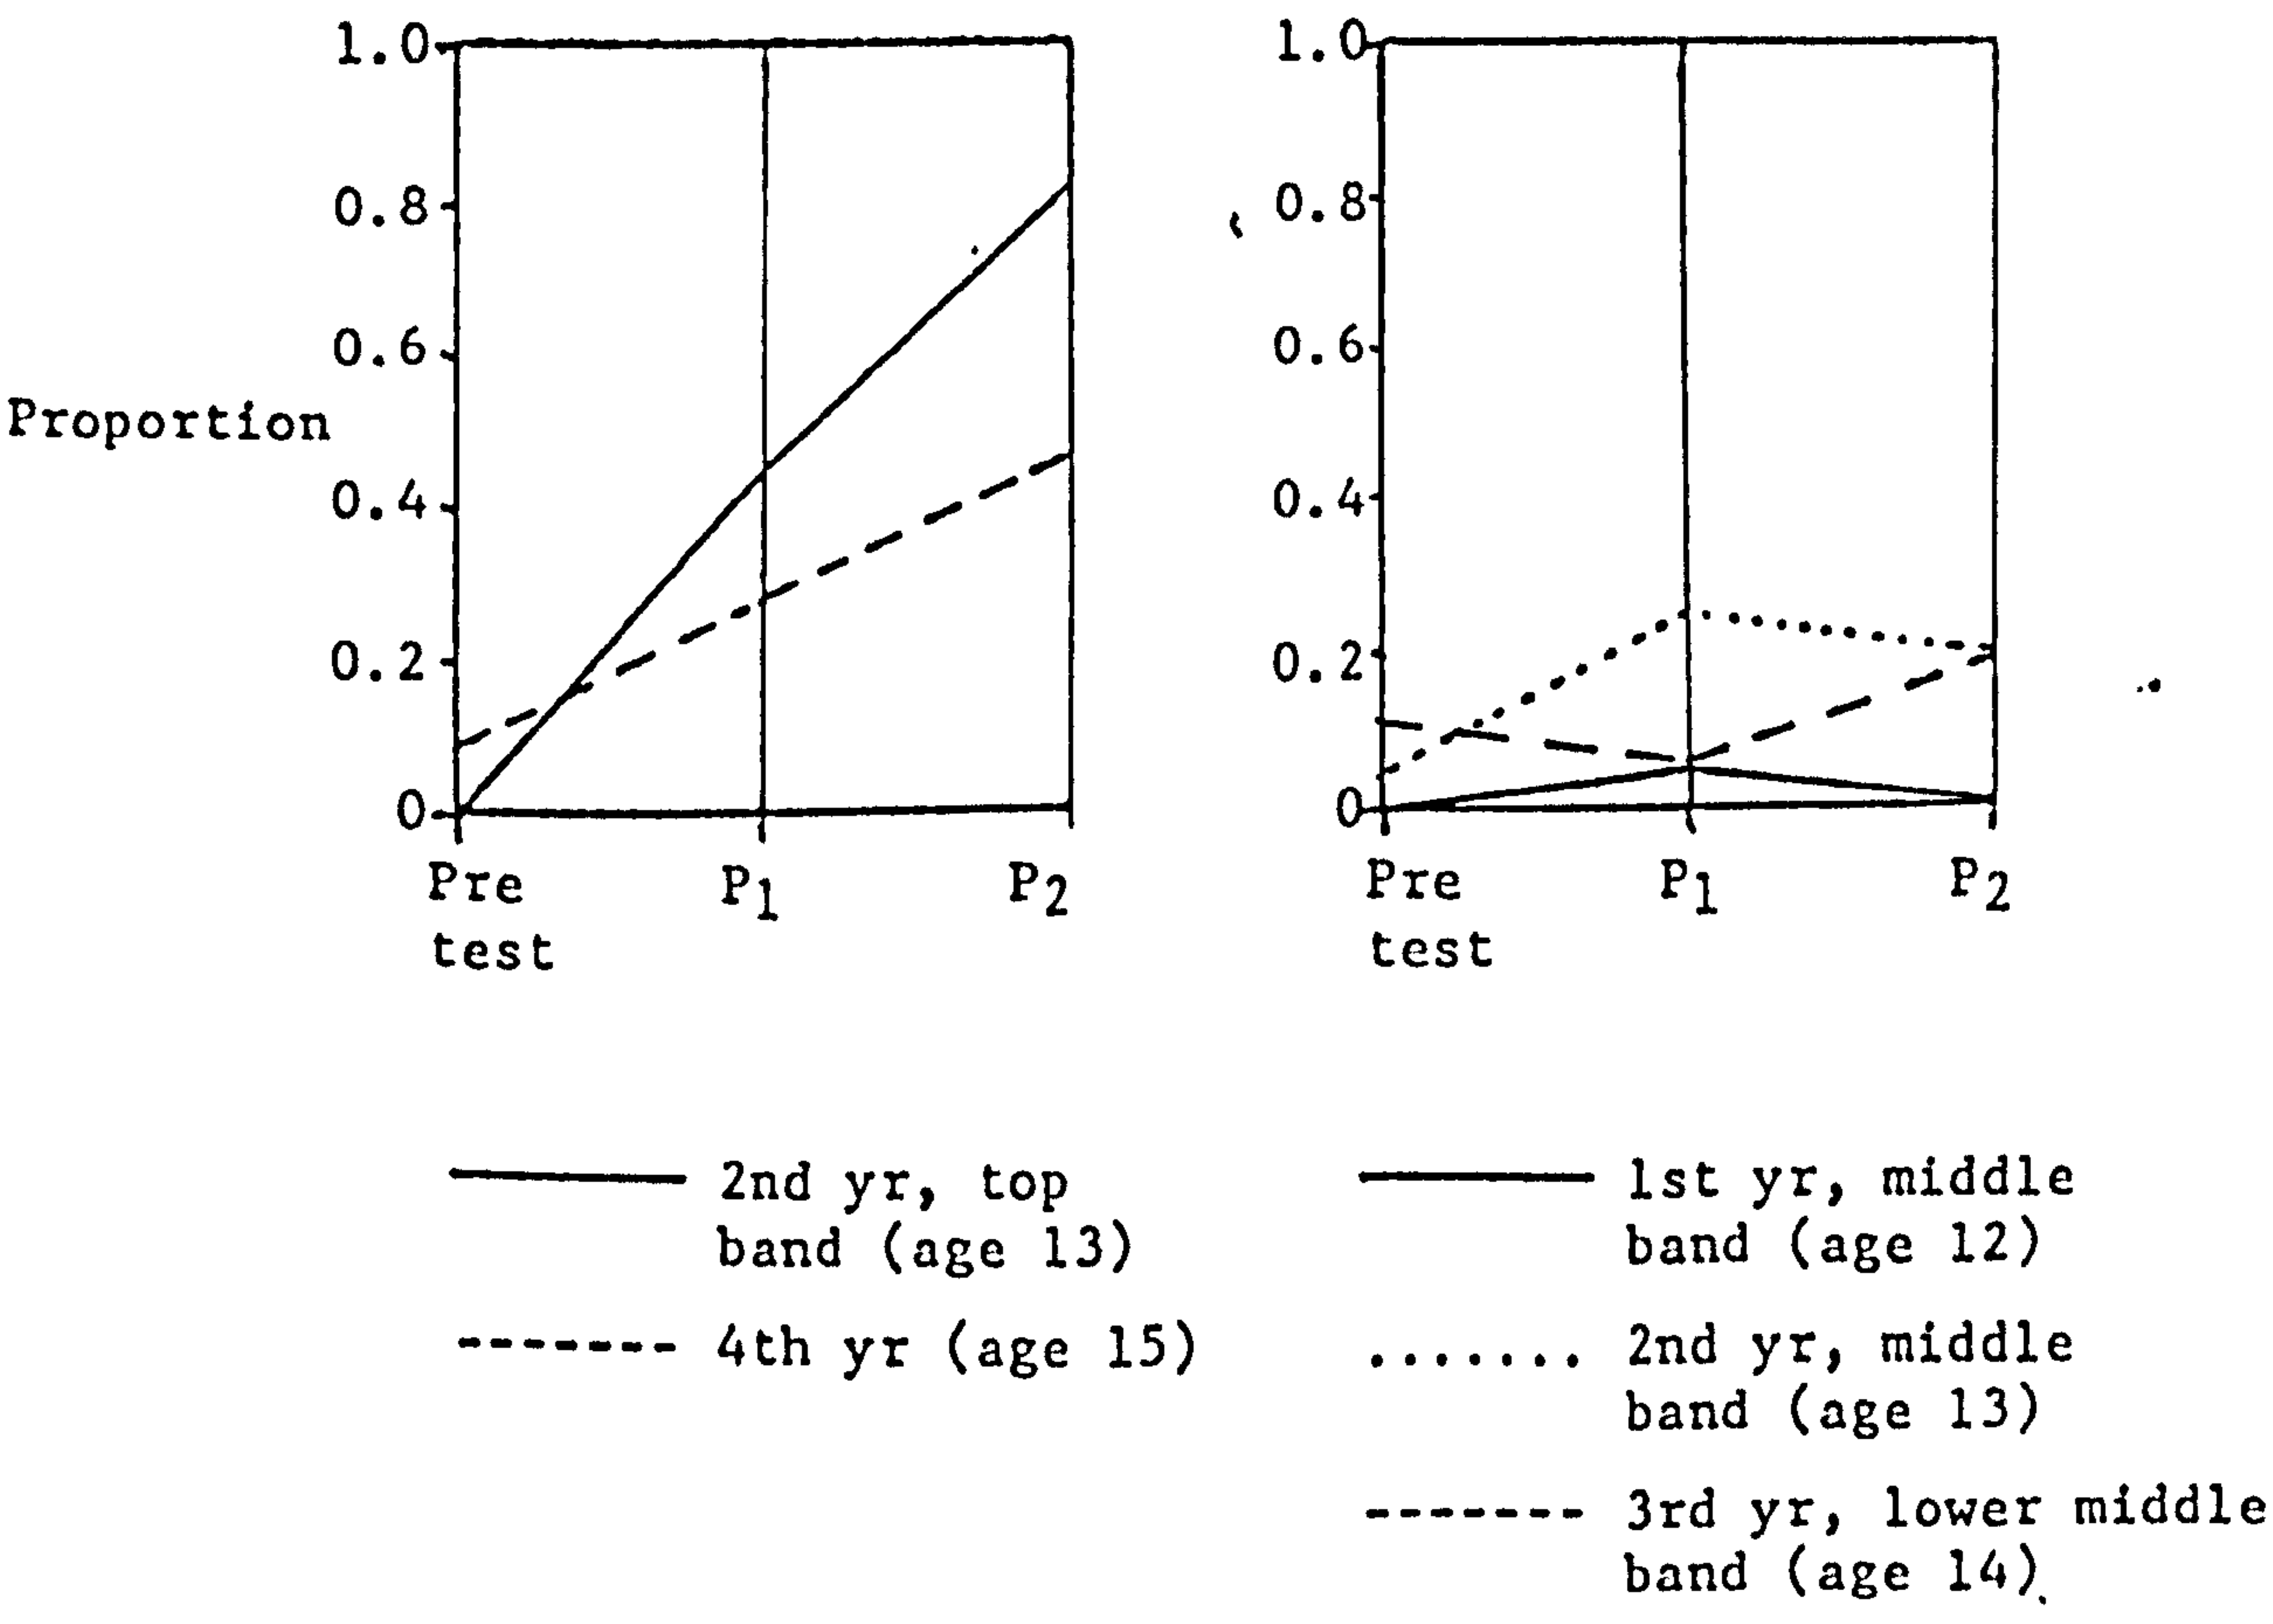 1.0
0.8
0.6
Proportion
0.4
0.2
0
Pre
test
P1
P2
1.0
0.8
0.6
0.4
0.2
0
Pre
test
P1
P2
2nd yr, top
band (age 13)
4th yr (age 15)
1st yr, middle
band (age 12)
2nd yr, middle
band (age 13)
3rd yr, lower middle
band (age 14)